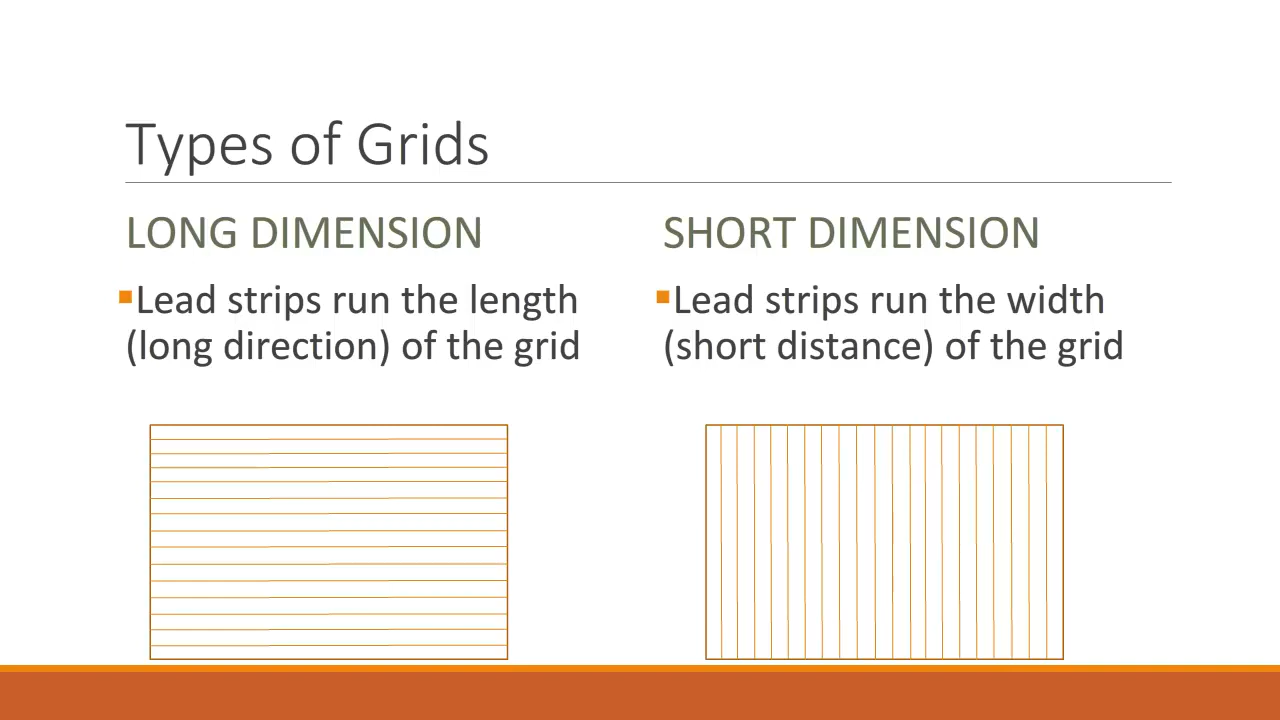 Types of Grids
LONG DIMENSION
▪Lead strips run the length
(long direction) of the grid
SHORT DIMENSION
▪Lead strips run the width
(short distance) of the grid